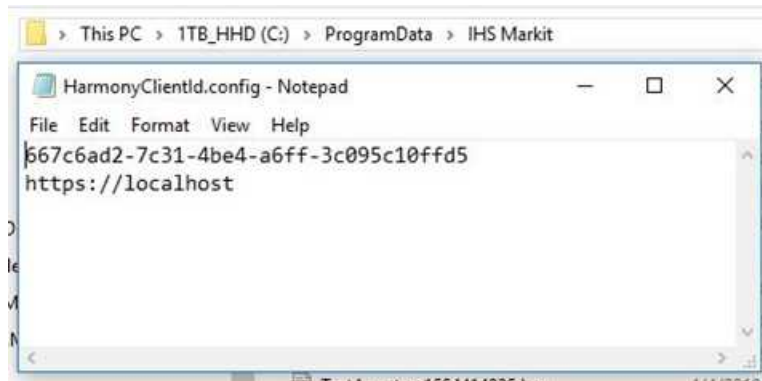 This PC > 1TB_HHD (C:) > ProgramData > IHS Markit
HarmonyClientId.config - Notepad
File Edit Format View Help
667c6ad2-7c31-4be4-a6ff-3c095c10ffd5
https://localhost